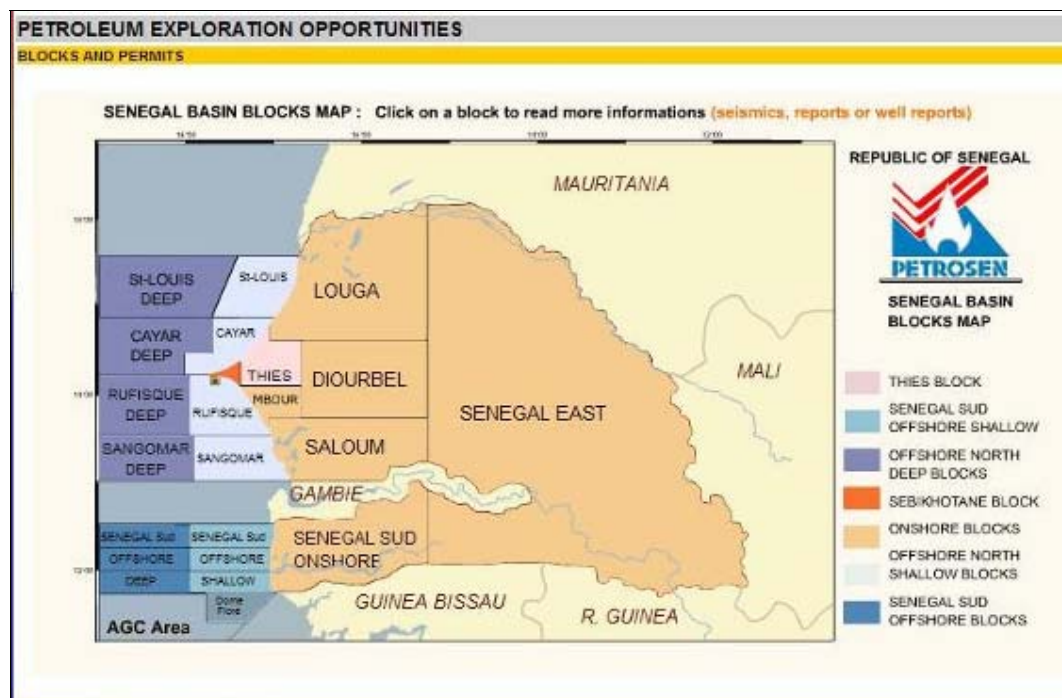 PETROLEUM EXPLORATION OPPORTUNITIES
BLOCKS AND PERMITS
SENEGAL BASIN BLOCKS MAP : Click on a block to read more informations (seismics, reports or well reports)
REPUBLIC OF SENEGAL
PETROSEN
SENEGAL BASIN
BLOCKS MAP
MAURITANIA
St-LOUIS
DEEP
St-LOUIS
LOUGA
CAYAR
DEEP
CAYAR
THIES
DIOURBEL
MALI
RUFISQUE
DEEP
RUFISQUE
MBOUR
SENEGAL EAST
SANGOMAR
DEEP
SANGOMAR
SALOUM
GAMBIE
SENEGAL SUD
OFFSHORE
DEEP
SENEGAL SUD
OFFSHORE
SHALLOW
SENEGAL SUD
ONSHORE
Dome
Flore
AGC Area
GUINEA BISSAU
R. GUINEA
THIES BLOCK
SENEGAL SUD
OFFSHORE SHALLOW
OFFSHORE NORTH
DEEP BLOCKS
SEBIKHOTANE BLOCK
ONSHORE BLOCKS
OFFSHORE NORTH
SHALLOW BLOCKS
SENEGAL SUD
OFFSHORE BLOCKS